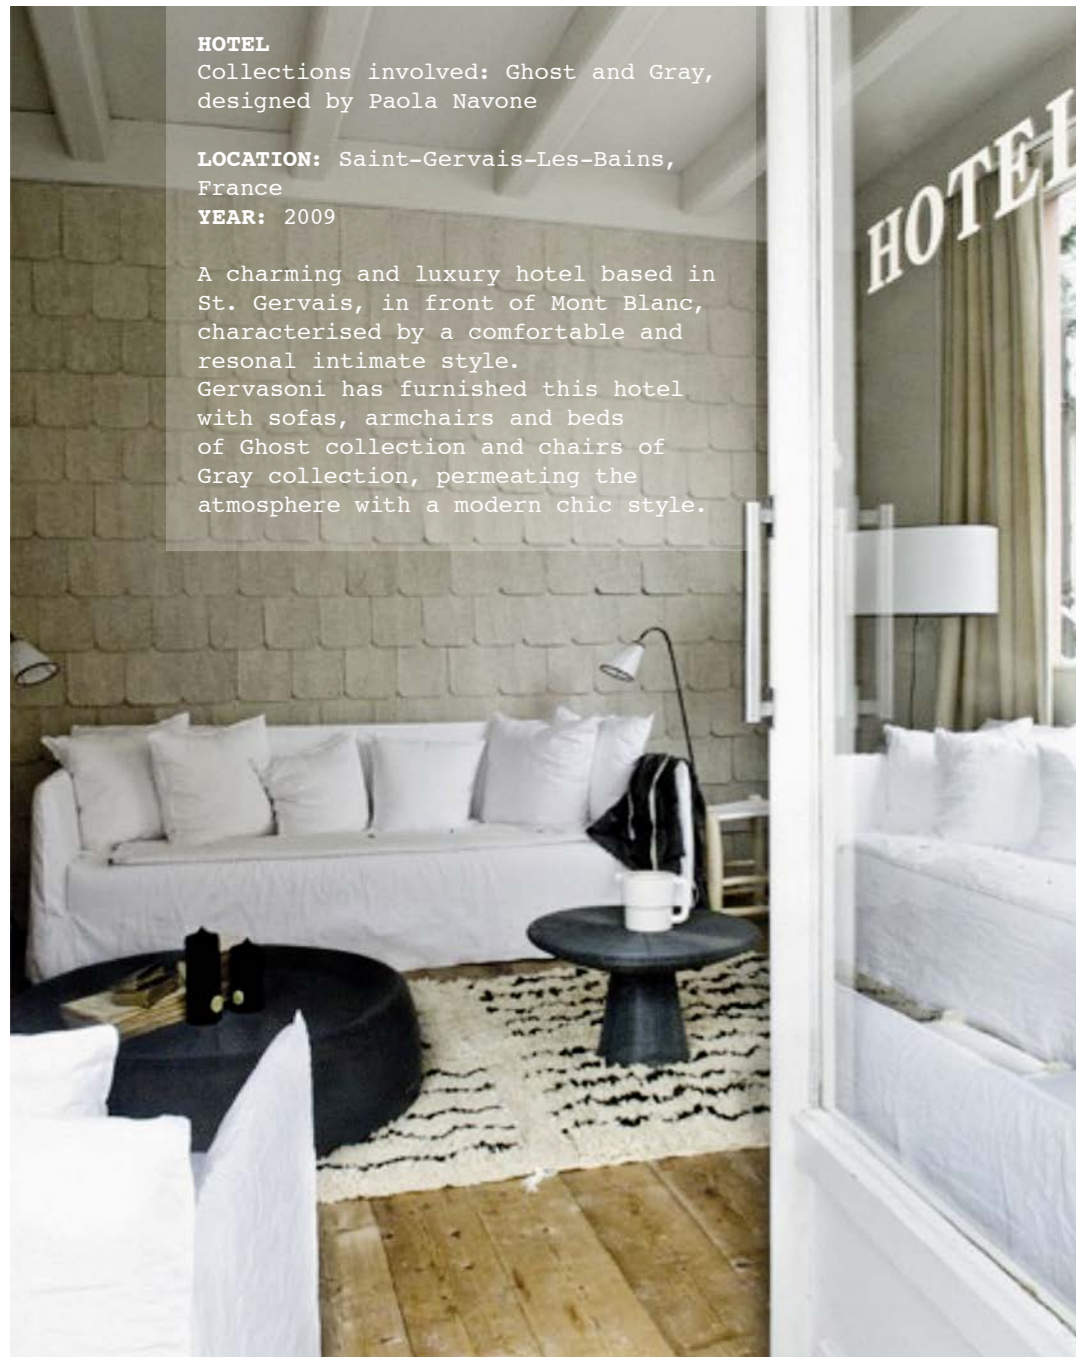 HOTEL
Collections involved: Ghost and Gray,
designed by Paola Navone
LOCATION: Saint-Gervais-Les-Bains,
France
YEAR: 2009
A charming and luxury hotel based in
St. Gervais, in front of Mont Blanc,
characterised by a comfortable and
resonal intimate style.
Gervasoni has furnished this hotel
with sofas, armchairs and beds
of Ghost collection and chairs of
Gray collection, permeating the
atmosphere with a modern chic style.
HOTEL